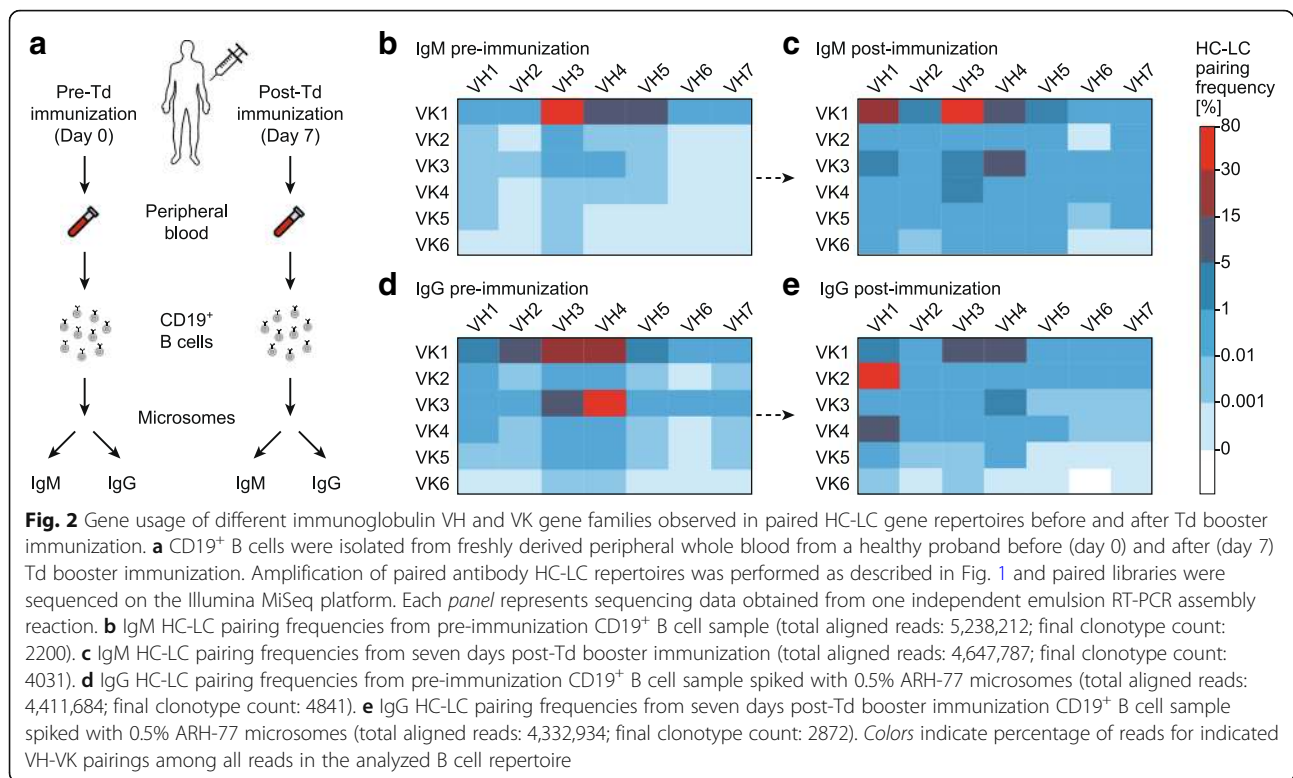 a
Pre-Td
immunization
(Day 0)
Post-Td
immunization
(Day 7)
Peripheral
blood
CD19+
B cells
Microsomes
IgM IgG IgM IgG
b IgM pre-immunization
VH1 VH2 VH3 VH4 VH5 VH6 VH7
VK1
VK2
VK3
VK4
VK5
VK6
c IgM post-immunization
VH1 VH2 VH3 VH4 VH5 VH6 VH7
VK1
VK2
VK3
VK4
VK5
VK6
d IgG pre-immunization
VH1 VH2 VH3 VH4 VH5 VH6 VH7
VK1
VK2
VK3
VK4
VK5
VK6
e IgG post-immunization
VH1 VH2 VH3 VH4 VH5 VH6 VH7
VK1
VK2
VK3
VK4
VK5
VK6
HC-LC
pairing
frequency
[%]
80
30
15
5
1
0.01
0.001
0
Fig. 2 Gene usage of different immunoglobulin VH and VK gene families observed in paired HC-LC gene repertoires before and after Td booster
immunization. a CD19+ B cells were isolated from freshly derived peripheral whole blood from a healthy proband before (day 0) and after (day 7)
Td booster immunization. Amplification of paired antibody HC-LC repertoires was performed as described in Fig. 1 and paired libraries were
sequenced on the Illumina MiSeq platform. Each panel represents sequencing data obtained from one independent emulsion RT-PCR assembly
reaction. b IgM HC-LC pairing frequencies from pre-immunization CD19+ B cell sample (total aligned reads: 5,238,212; final clonotype count:
2200). c IgM HC-LC pairing frequencies from seven days post-Td booster immunization (total aligned reads: 4,647,787; final clonotype count:
4031). d IgG HC-LC pairing frequencies from pre-immunization CD19+ B cell sample spiked with 0.5% ARH-77 microsomes (total aligned reads:
4,411,684; final clonotype count: 4841). e IgG HC-LC pairing frequencies from seven days post-Td booster immunization CD19+ B cell sample
spiked with 0.5% ARH-77 microsomes (total aligned reads: 4,332,934; final clonotype count: 2872). Colors indicate percentage of reads for indicated
VH-VK pairings among all reads in the analyzed B cell repertoire